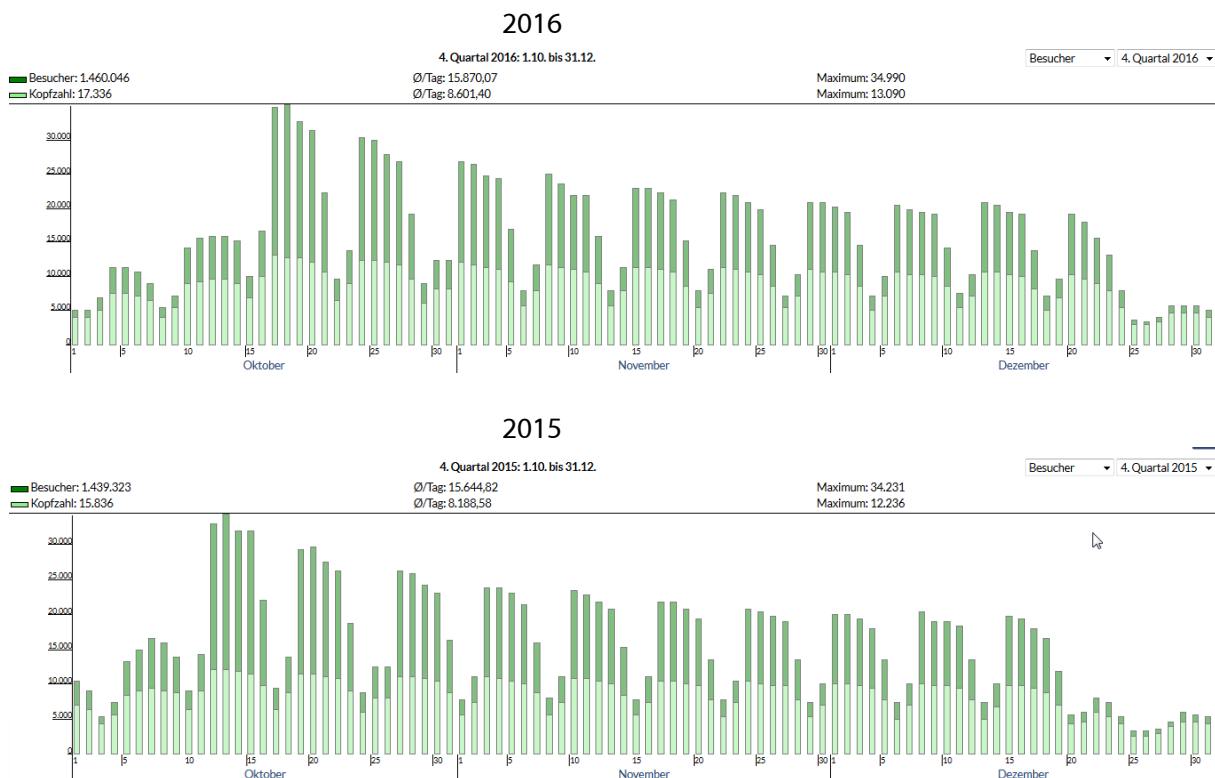 2016
4. Quartal 2016: 1.10. bis 31.12.
Besucher 4. Quartal 2016
Besucher: 1.460.046 Ø/Tag: 15.870,07 Maximum: 34.990
Kopfzahl: 17.336 Ø/Tag: 8.601,40 Maximum: 13.090
30.000
25.000
20.000
15.000
10.000
5.000
0
1 5 10 15 20 25 30 1 5 10 15 20 25 30 1 5 10 15 20 25 30
Oktober November Dezember
2015
4. Quartal 2015: 1.10. bis 31.12.
Besucher 4. Quartal 2015
Besucher: 1.439.323 Ø/Tag: 15.644,82 Maximum: 34.231
Kopfzahl: 15.836 Ø/Tag: 8.188,58 Maximum: 12.236
30.000
25.000
20.000
15.000
10.000
5.000
0
1 5 10 15 20 25 30 1 5 10 15 20 25 30 1 5 10 15 20 25 30
Oktober November Dezember